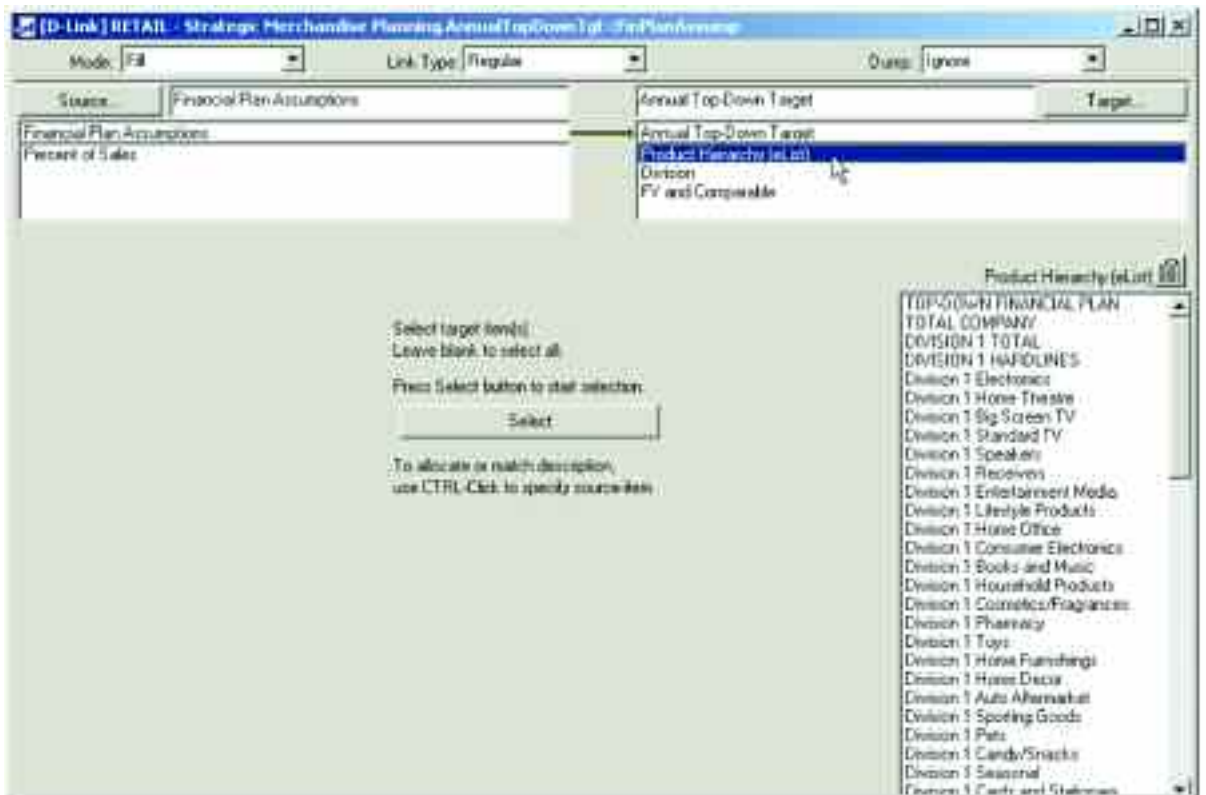 [D-Link] RETAIL - Strategic Merchandise Planning.AnnualTopDownTgt
Mode: Fill
Link Type: Regular
Dump: Ignore
Source...
Financial Plan Assumptions
Annual Top-Down Target
Target...
Financial Plan Assumptions
Percent of Sales
Annual Top-Down Target
Product Hierarchy (eList)
Division
FY and Comparable
Product Hierarchy (eList)
Select target item(s)
Leave blank to select all.
Press Select button to start selection.
Select
To allocate or match description,
use CTRL-Click to specify source item
TOP-DOWN FINANCIAL PLAN
TOTAL COMPANY
DIVISION 1 TOTAL
DIVISION 1 HARDLINES
Division 1 Electronics
Division 1 Home Theatre
Division 1 Big Screen TV
Division 1 Standard TV
Division 1 Speakers
Division 1 Receivers
Division 1 Entertainment Media
Division 1 Lifestyle Products
Division 1 Home Office
Division 1 Consumer Electronics
Division 1 Books and Music
Division 1 Household Products
Division 1 Cosmetics/Fragrances
Division 1 Pharmacy
Division 1 Toys
Division 1 Home Furnishings
Division 1 Home Decor
Division 1 Auto Aftermarket
Division 1 Sporting Goods
Division 1 Pets
Division 1 Candy/Snacks
Division 1 Seasonal
Division 1 Cards and Stationary